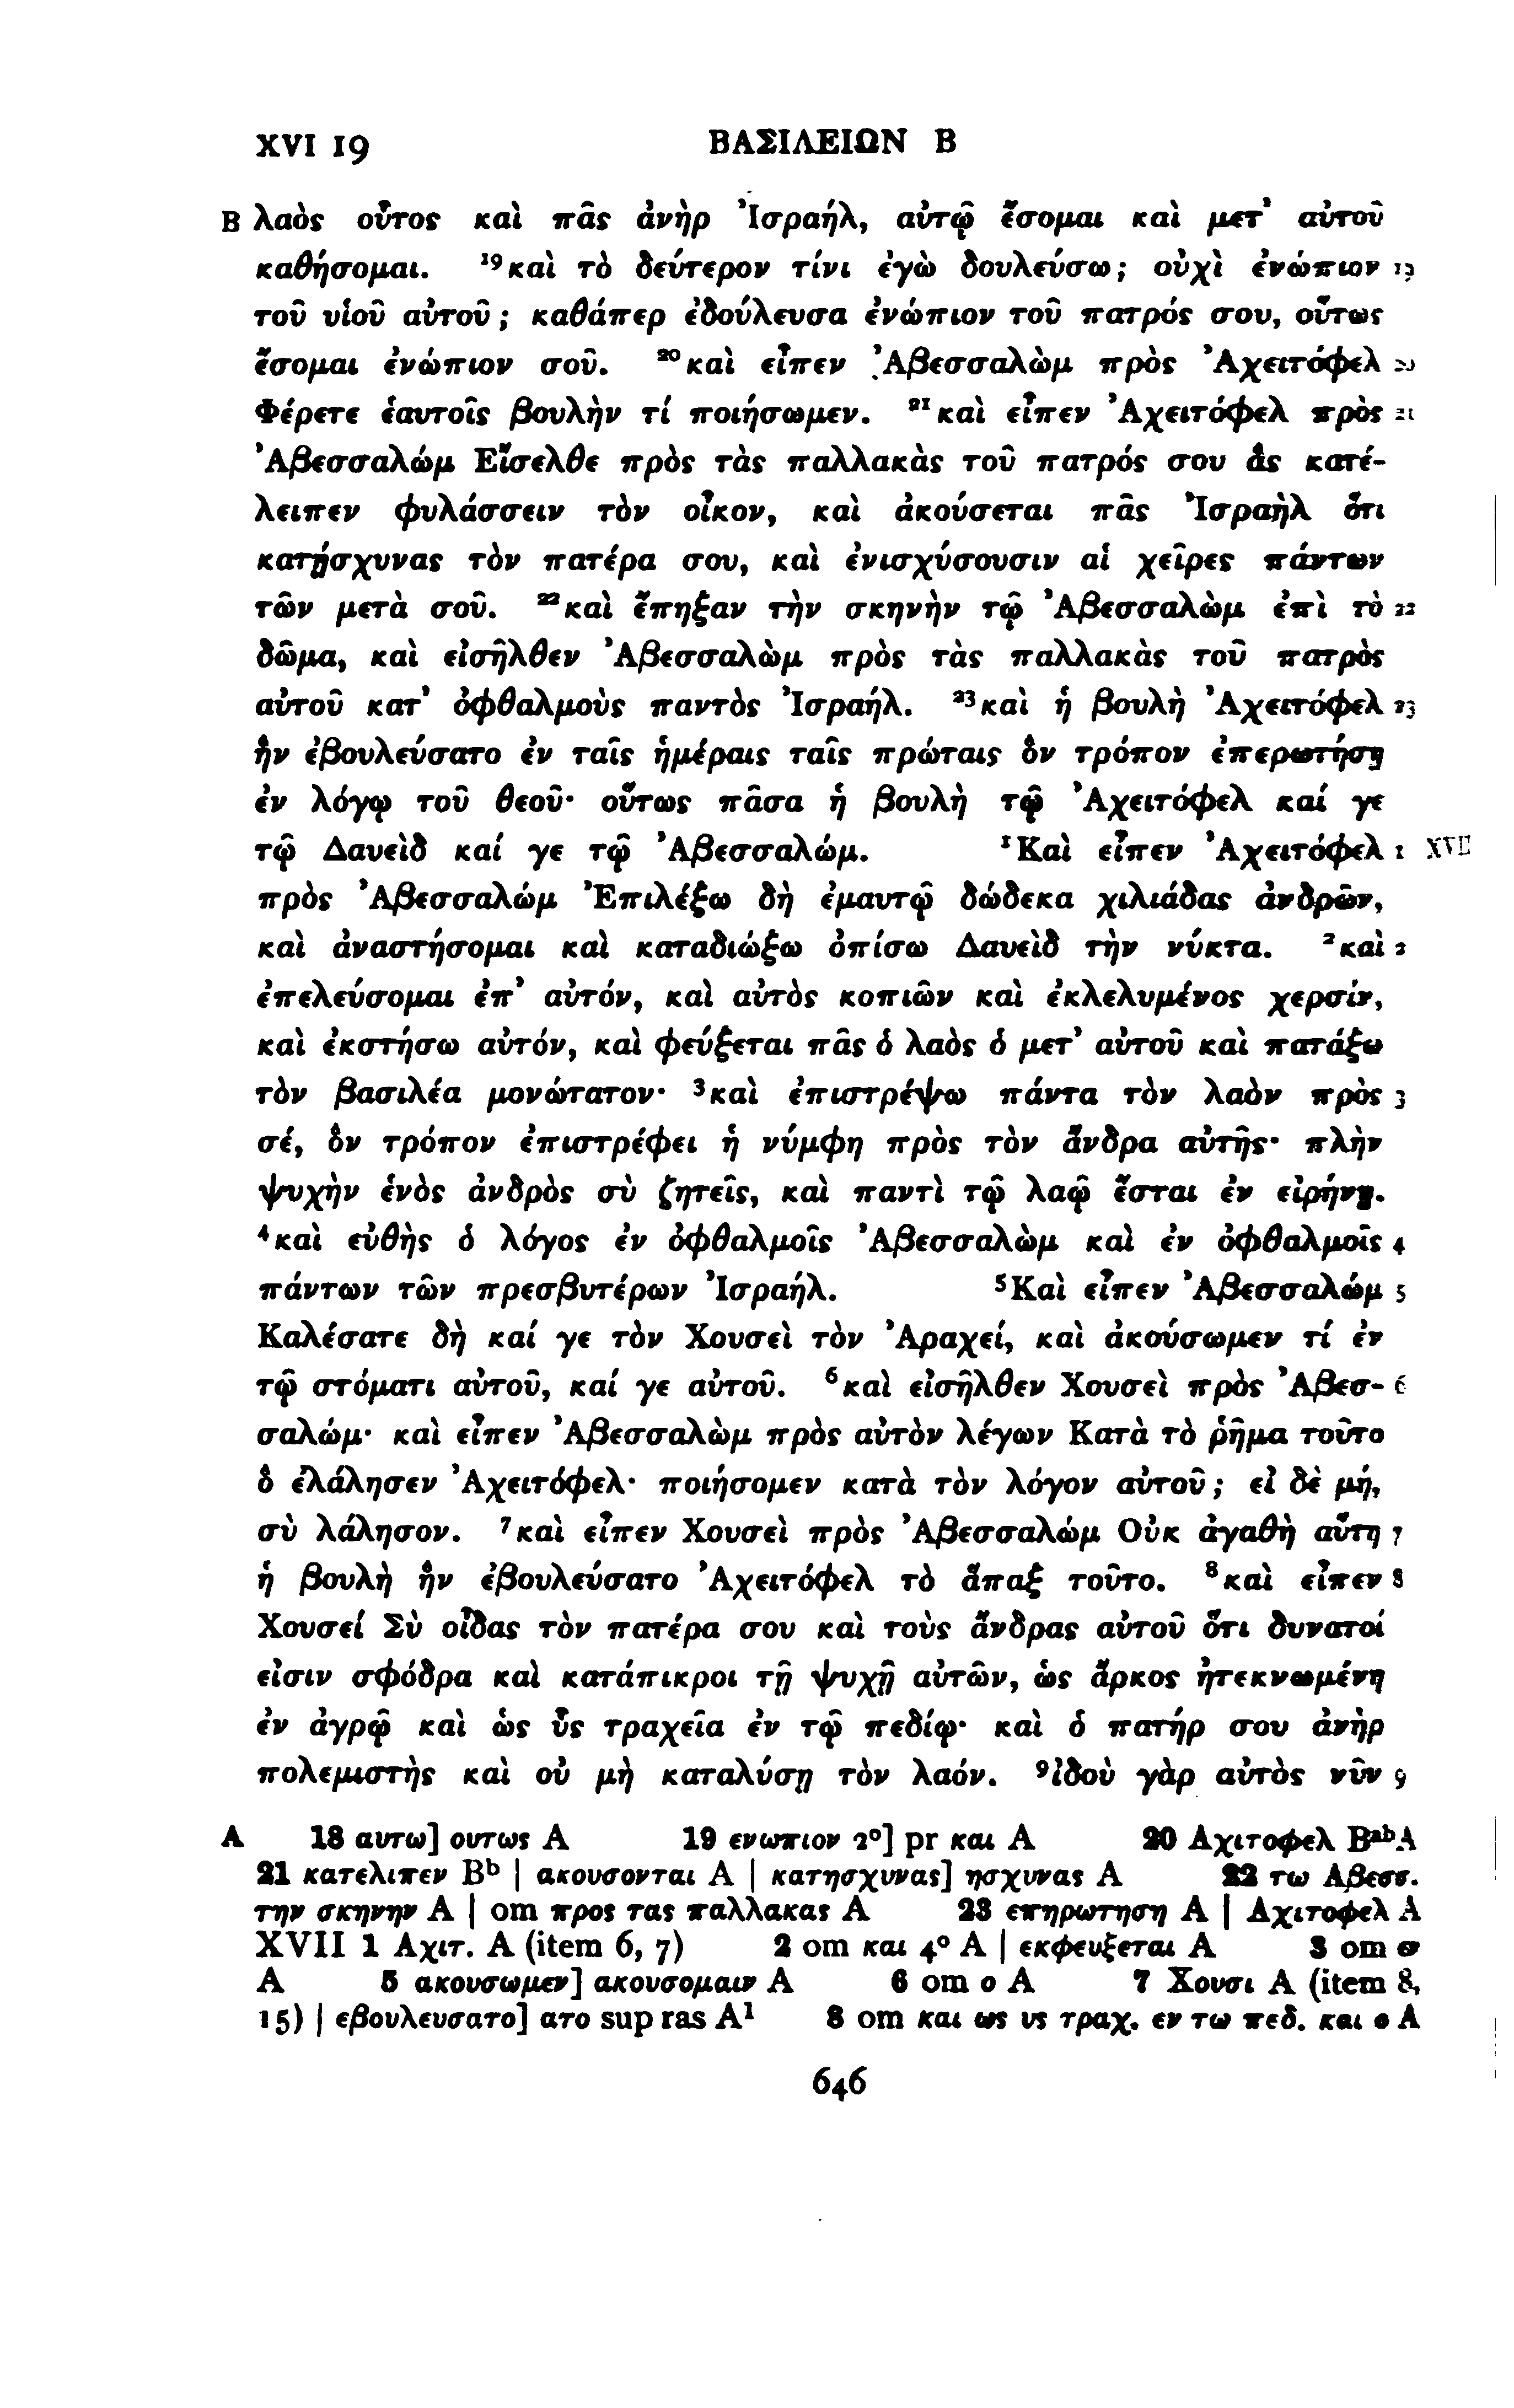 XVI 19 ΒΑΣΙΛΕΙΩΝ Β
B λαὸς οὗτος καὶ πᾶς ἀνὴρ Ἰσραήλ, αὐτῷ ἔσομαι καὶ μετ' αὐτοῦ
καθήσομαι. ¹⁹καὶ τὸ δεύτερον τίνι ἐγὼ δουλεύσω; οὐχὶ ἐνώπιον 19
τοῦ υἱοῦ αὐτοῦ; καθάπερ ἐδούλευσα ἐνώπιον τοῦ πατρός σου, οὕτως
ἔσομαι ἐνώπιον σοῦ. ²⁰καὶ εἶπεν Ἀβεσσαλὼμ πρὸς Ἀχειτόφελ 20
Φέρετε ἑαυτοῖς βουλὴν τί ποιήσωμεν. ²¹καὶ εἶπεν Ἀχειτόφελ πρὸς 21
Ἀβεσσαλώμ Εἴσελθε πρὸς τὰς παλλακὰς τοῦ πατρός σου ἃς κατέ-
λειπεν φυλάσσειν τὸν οἶκον, καὶ ἀκούσεται πᾶς Ἰσραὴλ ὅτι
κατῄσχυνας τὸν πατέρα σου, καὶ ἐνισχύσουσιν αἱ χεῖρες πάντων
τῶν μετὰ σοῦ. ²²καὶ ἔπηξαν τὴν σκηνὴν τῷ Ἀβεσσαλὼμ ἐπὶ τὸ 22
δῶμα, καὶ εἰσῆλθεν Ἀβεσσαλὼμ πρὸς τὰς παλλακὰς τοῦ πατρὸς
αὐτοῦ κατ' ὀφθαλμοὺς παντὸς Ἰσραήλ. ²³καὶ ἡ βουλὴ Ἀχειτόφελ 23
ἣν ἐβουλεύσατο ἐν ταῖς ἡμέραις ταῖς πρώταις ὃν τρόπον ἐπερωτήσῃ
ἐν λόγῳ τοῦ θεοῦ· οὕτως πᾶσα ἡ βουλὴ τῷ Ἀχειτόφελ καί γε
τῷ Δαυεὶδ καί γε τῷ Ἀβεσσαλώμ. ¹Καὶ εἶπεν Ἀχειτόφελ 1 XVII
πρὸς Ἀβεσσαλώμ Ἐπιλέξω δὴ ἐμαυτῷ δώδεκα χιλιάδας ἀνδρῶν,
καὶ ἀναστήσομαι καὶ καταδιώξω ὀπίσω Δαυεὶδ τὴν νύκτα. ²καὶ 2
ἐπελεύσομαι ἐπ' αὐτόν, καὶ αὐτὸς κοπιῶν καὶ ἐκλελυμένος χερσίν,
καὶ ἐκστήσω αὐτόν, καὶ φεύξεται πᾶς ὁ λαὸς ὁ μετ' αὐτοῦ καὶ πατάξω
τὸν βασιλέα μονώτατον· ³καὶ ἐπιστρέψω πάντα τὸν λαὸν πρὸς 3
σέ, ὃν τρόπον ἐπιστρέφει ἡ νύμφη πρὸς τὸν ἄνδρα αὐτῆς· πλὴν
ψυχὴν ἑνὸς ἀνδρὸς σὺ ζητεῖς, καὶ παντὶ τῷ λαῷ ἔσται ἐν εἰρήνῃ.
⁴καὶ εὐθὴς ὁ λόγος ἐν ὀφθαλμοῖς Ἀβεσσαλὼμ καὶ ἐν ὀφθαλμοῖς 4
πάντων τῶν πρεσβυτέρων Ἰσραήλ. ⁵Καὶ εἶπεν Ἀβεσσαλώμ 5
Καλέσατε δὴ καί γε τὸν Χουσεὶ τὸν Ἀραχεί, καὶ ἀκούσωμεν τί ἐν
τῷ στόματι αὐτοῦ, καί γε αὐτοῦ. ⁶καὶ εἰσῆλθεν Χουσεὶ πρὸς Ἀβεσ- 6
σαλώμ· καὶ εἶπεν Ἀβεσσαλὼμ πρὸς αὐτὸν λέγων Κατὰ τὸ ῥῆμα τοῦτο
ὃ ἐλάλησεν Ἀχειτόφελ· ποιήσομεν κατὰ τὸν λόγον αὐτοῦ; εἰ δὲ μή,
σὺ λάλησον. ⁷καὶ εἶπεν Χουσεὶ πρὸς Ἀβεσσαλώμ Οὐκ ἀγαθὴ αὕτη 7
ἡ βουλὴ ἣν ἐβουλεύσατο Ἀχειτόφελ τὸ ἅπαξ τοῦτο. ⁸καὶ εἶπεν 8
Χουσεί Σὺ οἶδας τὸν πατέρα σου καὶ τοὺς ἄνδρας αὐτοῦ ὅτι δυνατοί
εἰσιν σφόδρα καὶ κατάπικροι τῇ ψυχῇ αὐτῶν, ὡς ἄρκος ἠτεκνωμένη
ἐν ἀγρῷ καὶ ὡς ὗς τραχεῖα ἐν τῷ πεδίῳ· καὶ ὁ πατήρ σου ἀνὴρ
πολεμιστὴς καὶ οὐ μὴ καταλύσῃ τὸν λαόν. ⁹ἰδοὺ γὰρ αὐτὸς νῦν 9
A 18 αυτω] ουτως A 19 ενωπιον 2°] pr και A 20 Αχιτοφελ Bᵃᵇ A
21 κατελιπεν Bᵇ | ακουσονται A | κατησχυνας] ησχυνας A 22 τω Αβεσσ.
την σκηνην A | om προς τας παλλακας A 23 επηρωτηση A | Αχιτοφελ A
XVII 1 Αχιτ. A (item 6, 7) 2 om και 4° A | εκφευξεται A 3 om εν
A 5 ακουσωμεν] ακουσομαιν A 6 om ο A 7 Χουσι A (item 8,
15) | εβουλευσατο] ατο sup ras A¹ 8 om και ως υς τραχ. εν τω πεδ. και ο A
646